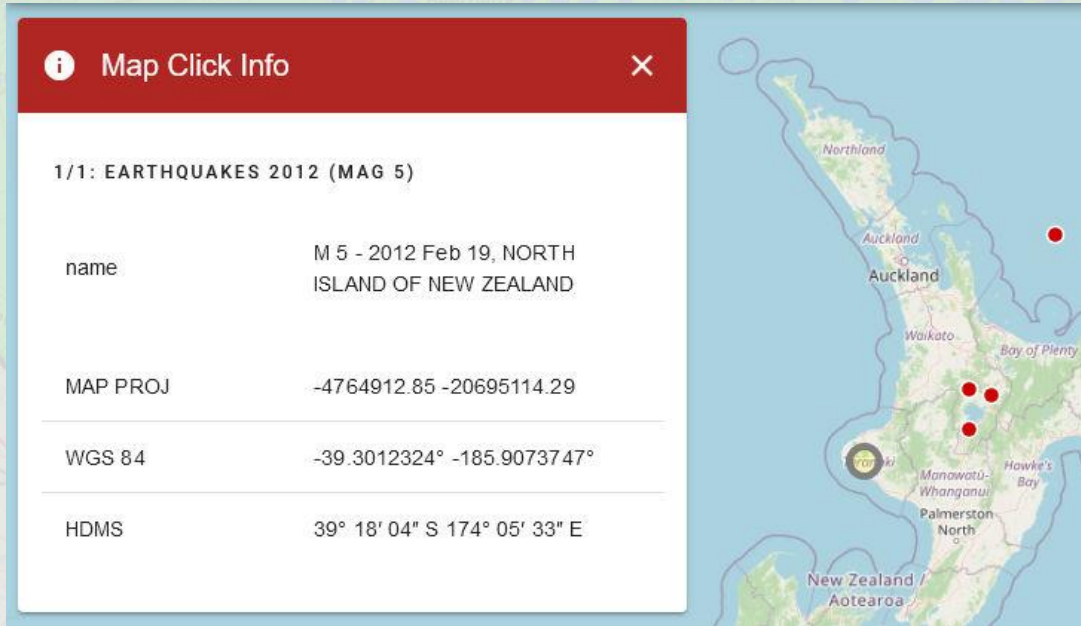 Map Click Info
1/1: EARTHQUAKES 2012 (MAG 5)
name
M 5 - 2012 Feb 19, NORTH
ISLAND OF NEW ZEALAND
MAP PROJ
-4764912.85 -20695114.29
WGS 84
-39.3012324° -185.9073747°
HDMS
39° 18′ 04″ S 174° 05′ 33″ E
Northland
Auckland
Auckland
Waikato
Bay of Plenty
Manawatū-
Whanganui
Hawke's
Bay
Palmerston
North
New Zealand /
Aotearoa